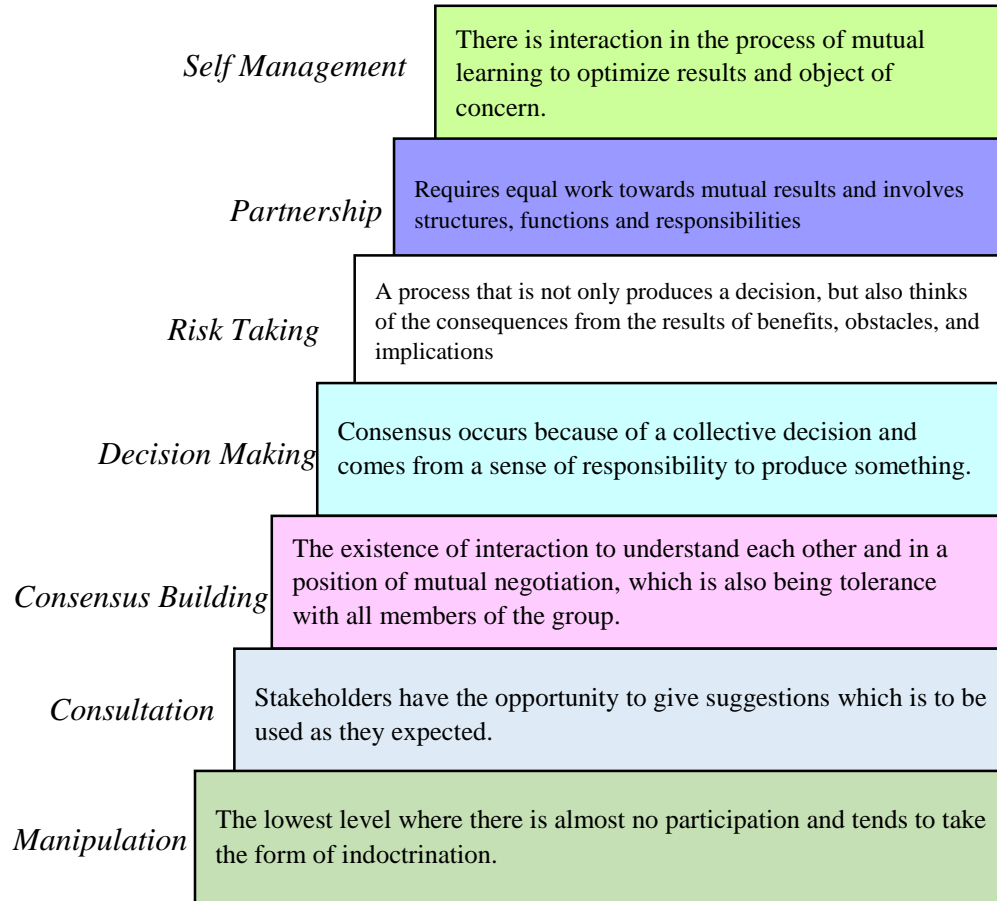 Self Management
There is interaction in the process of mutual
learning to optimize results and object of
concern.
Partnership
Requires equal work towards mutual results and involves
structures, functions and responsibilities
Risk Taking
A process that is not only produces a decision, but also thinks
of the consequences from the results of benefits, obstacles, and
implications
Decision Making
Consensus occurs because of a collective decision and
comes from a sense of responsibility to produce something.
Consensus Building
The existence of interaction to understand each other and in a
position of mutual negotiation, which is also being tolerance
with all members of the group.
Consultation
Stakeholders have the opportunity to give suggestions which is to be
used as they expected.
Manipulation
The lowest level where there is almost no participation and tends to take
the form of indoctrination.